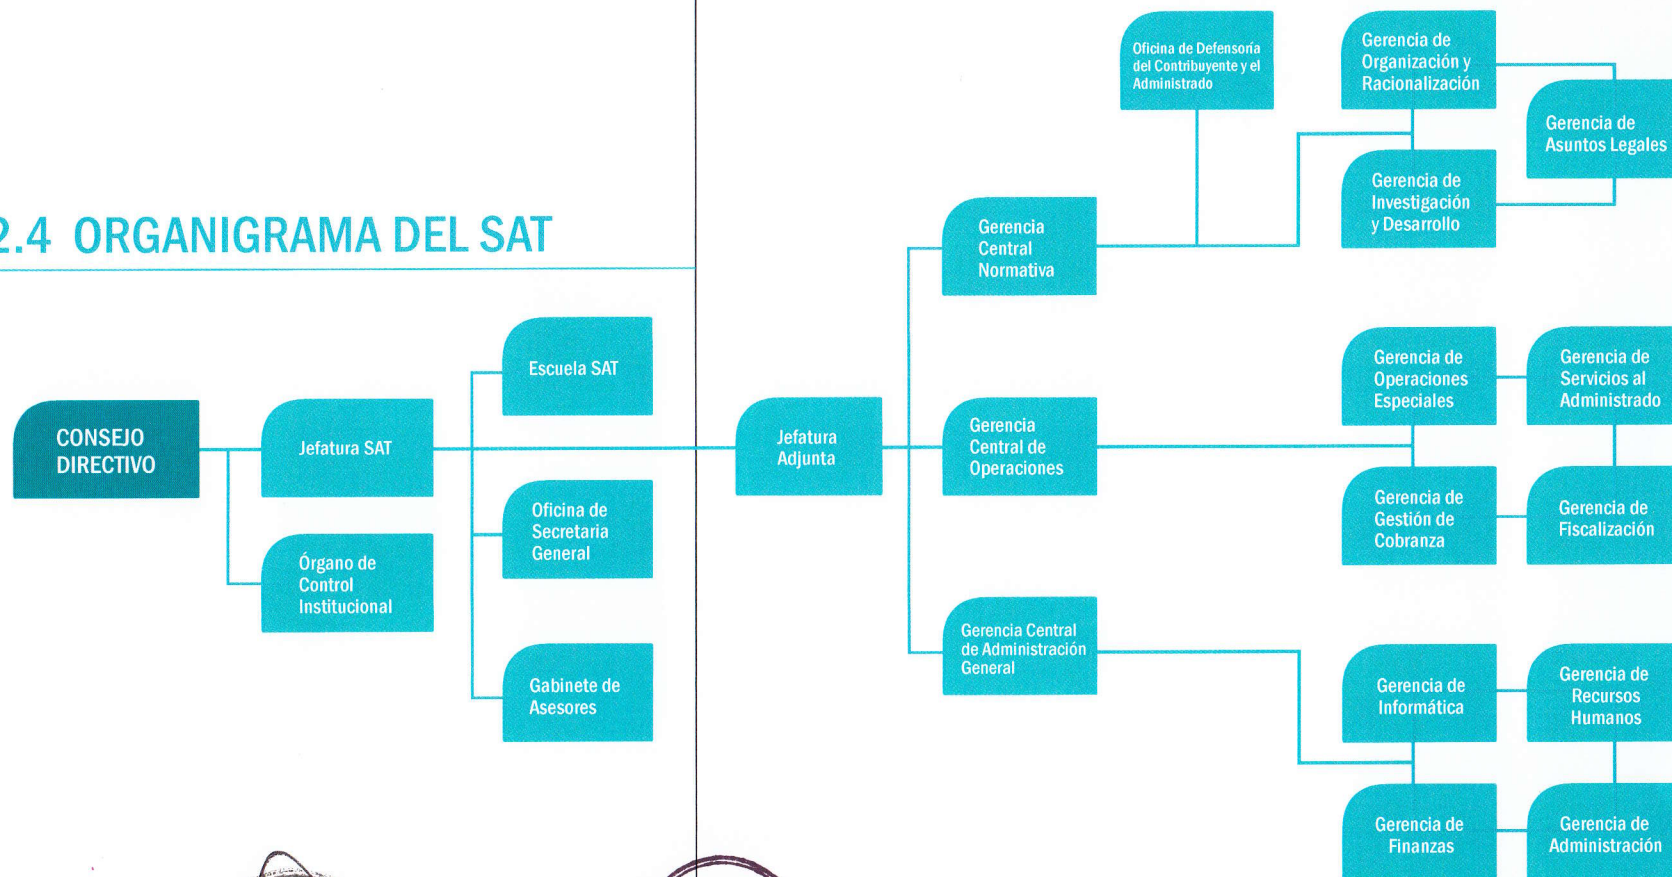 2.4 ORGANIGRAMA DEL SAT
CONSEJO
DIRECTIVO
Jefatura SAT
Órgano de
Control
Institucional
Escuela SAT
Oficina de
Secretaria
General
Gabinete de
Asesores
Jefatura
Adjunta
Gerencia
Central
Normativa
Gerencia
Central de
Operaciones
Gerencia Central
de Administración
General
Oficina de Defensoría
del Contribuyente y el
Administrado
Gerencia de
Organización y
Racionalización
Gerencia de
Asuntos Legales
Gerencia de
Investigación
y Desarrollo
Gerencia de
Operaciones
Especiales
Gerencia de
Servicios al
Administrado
Gerencia de
Gestión de
Cobranza
Gerencia de
Fiscalización
Gerencia de
Informática
Gerencia de
Recursos
Humanos
Gerencia de
Finanzas
Gerencia de
Administración